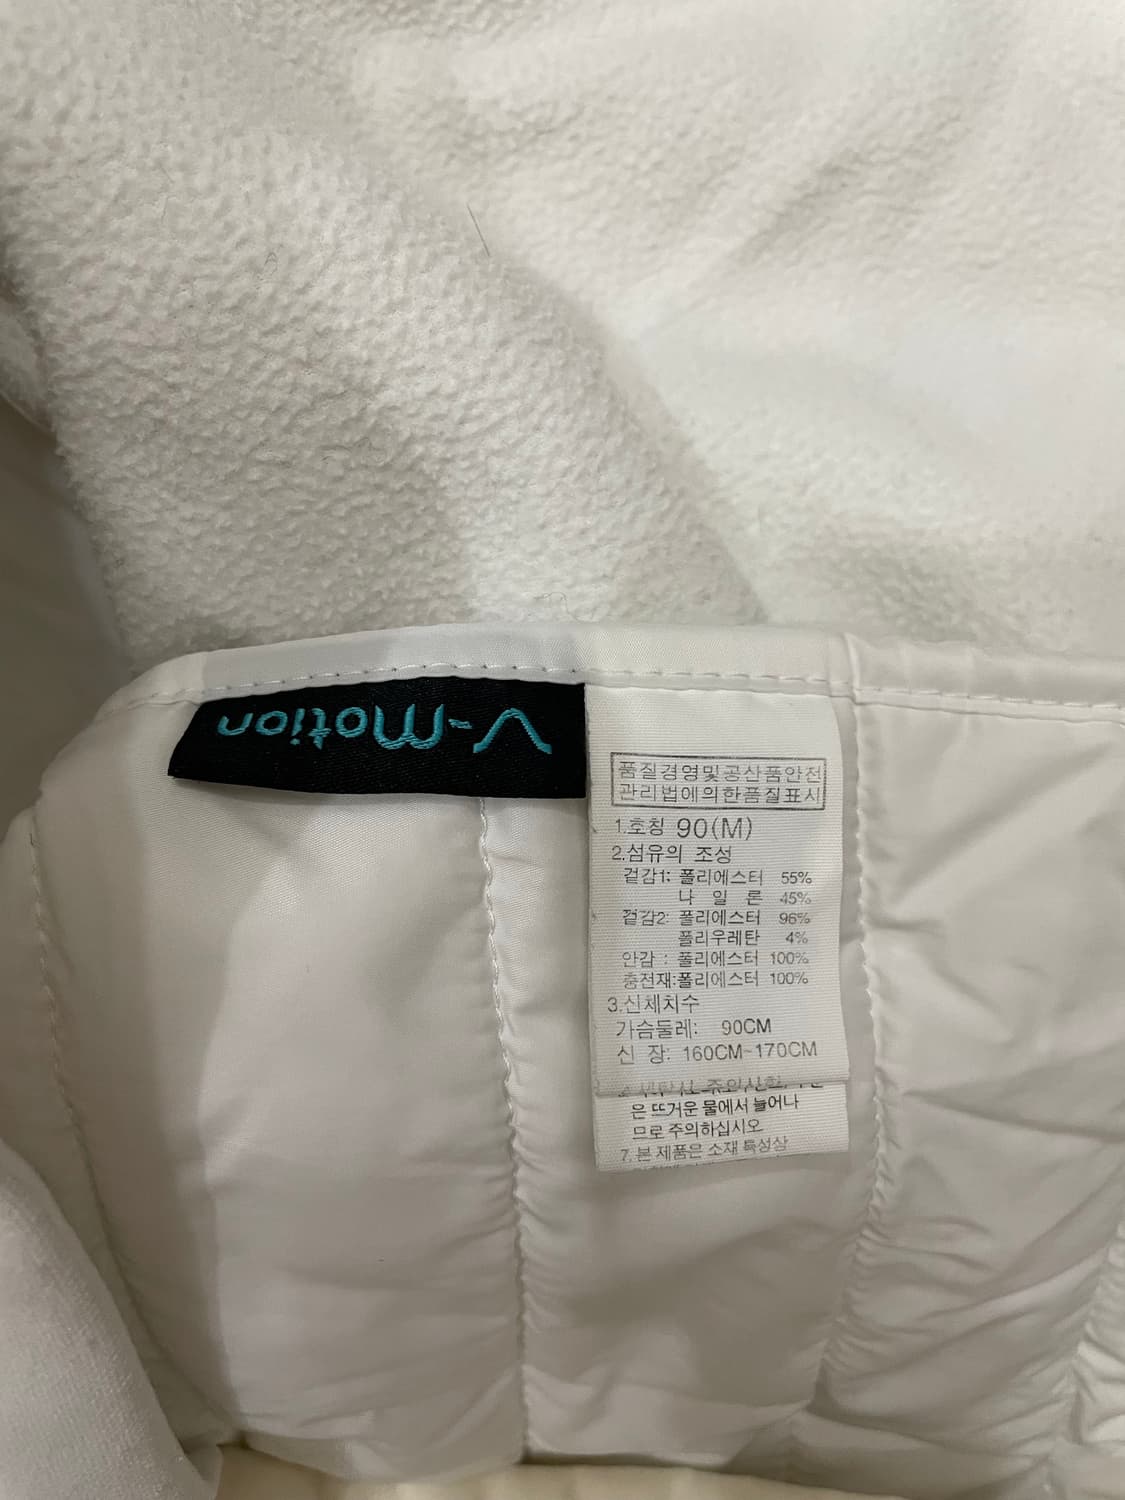 V-Motion
품질경영및공산품안전
관리법에의한품질표시
1.호칭 90(M)
2.섬유의 조성
겉감1: 폴리에스터 55%
나 일 론 45%
겉감2: 폴리에스터 96%
폴리우레탄 4%
안감 : 폴리에스터 100%
충전재:폴리에스터 100%
3.신체치수
가슴둘레: 90CM
신 장: 160CM~170CM
은 뜨거운 물에서 늘어나
므로 주의하십시오
7.본 제품은 소재 특성상